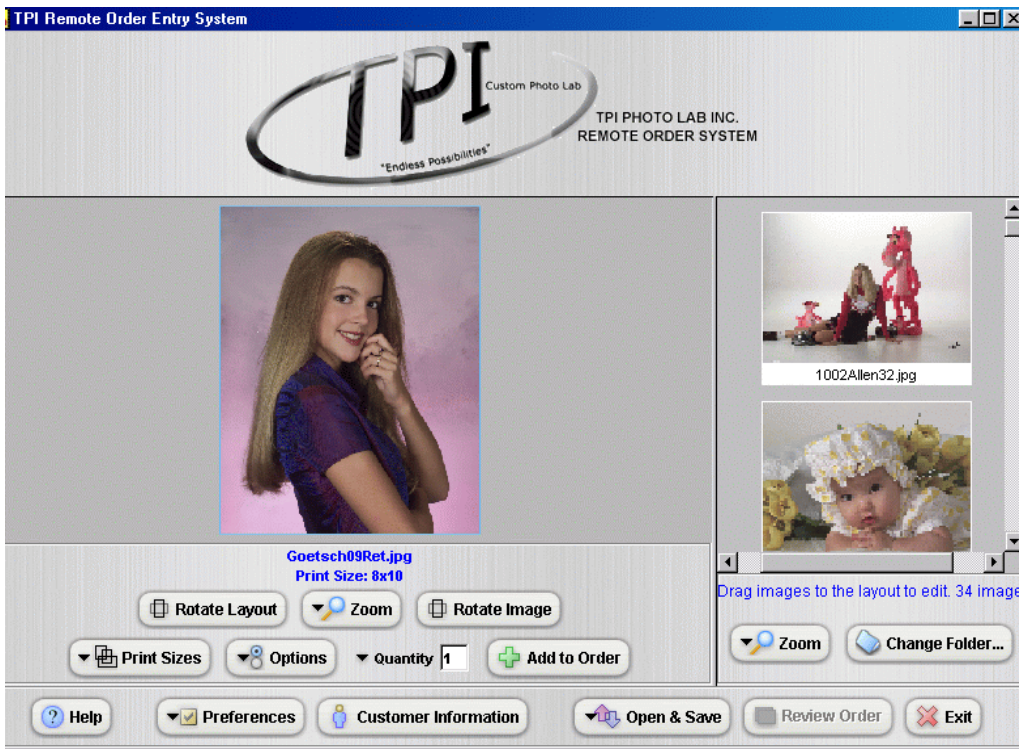 TPI Remote Order Entry System
TPI
Custom Photo Lab
"Endless Possibilities"
TPI PHOTO LAB INC.
REMOTE ORDER SYSTEM
1002Allen32.jpg
Goetsch09Ret.jpg
Print Size: 8x10
Rotate Layout
Zoom
Rotate Image
Print Sizes
Options
Quantity 1
Add to Order
Drag images to the layout to edit. 34 image
Zoom
Change Folder...
Help
Preferences
Customer Information
Open & Save
Review Order
Exit